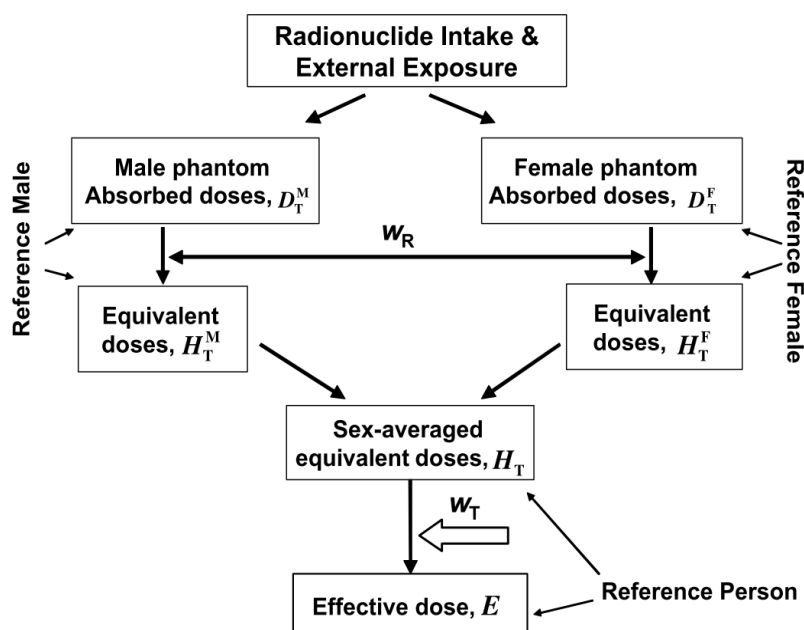 Radionuclide Intake &
External Exposure
Male phantom
Absorbed doses, D_T^M
Female phantom
Absorbed doses, D_T^F
Reference Male
Reference Female
w_R
Equivalent
doses, H_T^M
Equivalent
doses, H_T^F
Sex-averaged
equivalent doses, H_T
w_T
Effective dose, E
Reference Person